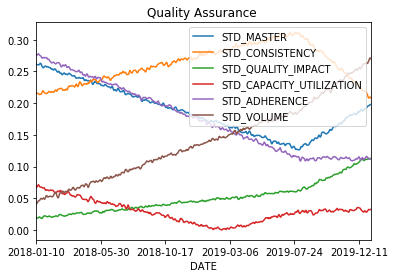 Quality Assurance
0.30
0.25
0.20
0.15
0.10
0.05
0.00
STD_MASTER
STD_CONSISTENCY
STD_QUALITY_IMPACT
STD_CAPACITY_UTILIZATION
STD_ADHERENCE
STD_VOLUME
2018-01-10 2018-05-30 2018-10-17 2019-03-06 2019-07-24 2019-12-11
DATE